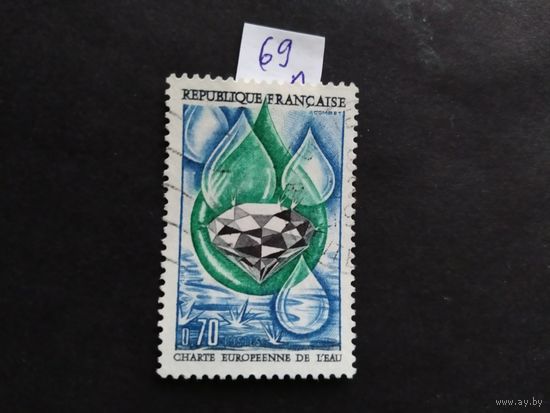 69
n
REPUBLIQUE FRANÇAISE
COMBET
0,70 POSTES
CHARTE EUROPEENNE DE L'EAU
www.ay.by